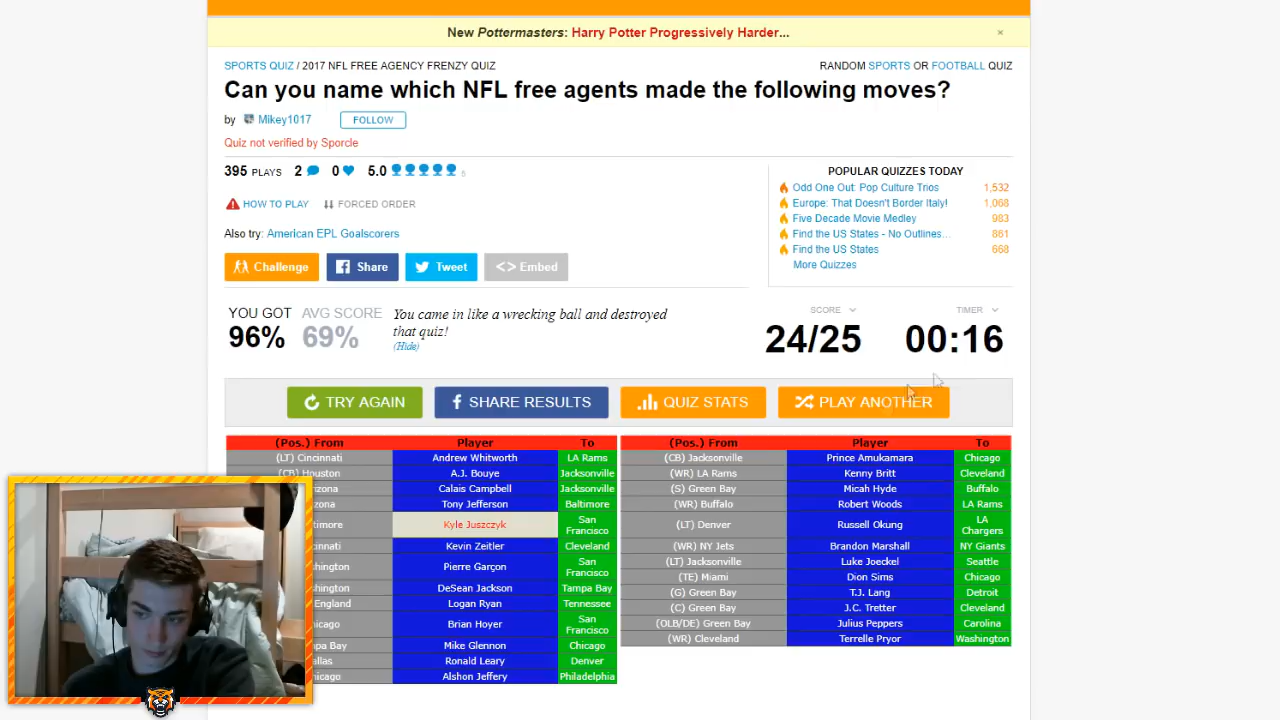 New Pottermasters: Harry Potter Progressively Harder... ×
SPORTS QUIZ / 2017 NFL FREE AGENCY FRENZY QUIZ
RANDOM SPORTS OR FOOTBALL QUIZ
Can you name which NFL free agents made the following moves?
by Mikey1017 FOLLOW
Quiz not verified by Sporcle
395 PLAYS 2 0 5.0
HOW TO PLAY FORCED ORDER
Also try: American EPL Goalscorers
Challenge Share Tweet <> Embed
POPULAR QUIZZES TODAY
Odd One Out: Pop Culture Trios 1,532
Europe: That Doesn't Border Italy! 1,068
Five Decade Movie Medley 983
Find the US States - No Outlines... 861
Find the US States 668
More Quizzes
YOU GOT
96%
AVG SCORE
69%
You came in like a wrecking ball and destroyed
that quiz!
(Hide)
SCORE
24/25
TIMER
00:16
TRY AGAIN SHARE RESULTS QUIZ STATS PLAY ANOTHER
(Pos.) From Player To
(LT) Cincinnati Andrew Whitworth LA Rams
(CB) Houston A.J. Bouye Jacksonville
izona Calais Campbell Jacksonville
zona Tony Jefferson Baltimore
timore Kyle Juszczyk San
Francisco
innati Kevin Zeitler Cleveland
hington Pierre Garçon San
Francisco
hington DeSean Jackson Tampa Bay
England Logan Ryan Tennessee
icago Brian Hoyer San
Francisco
pa Bay Mike Glennon Chicago
allas Ronald Leary Denver
icago Alshon Jeffery Philadelphia
(Pos.) From Player To
(CB) Jacksonville Prince Amukamara Chicago
(WR) LA Rams Kenny Britt Cleveland
(S) Green Bay Micah Hyde Buffalo
(WR) Buffalo Robert Woods LA Rams
(LT) Denver Russell Okung LA
Chargers
(WR) NY Jets Brandon Marshall NY Giants
(LT) Jacksonville Luke Joeckel Seattle
(TE) Miami Dion Sims Chicago
(G) Green Bay T.J. Lang Detroit
(C) Green Bay J.C. Tretter Cleveland
(OLB/DE) Green Bay Julius Peppers Carolina
(WR) Cleveland Terrelle Pryor Washington